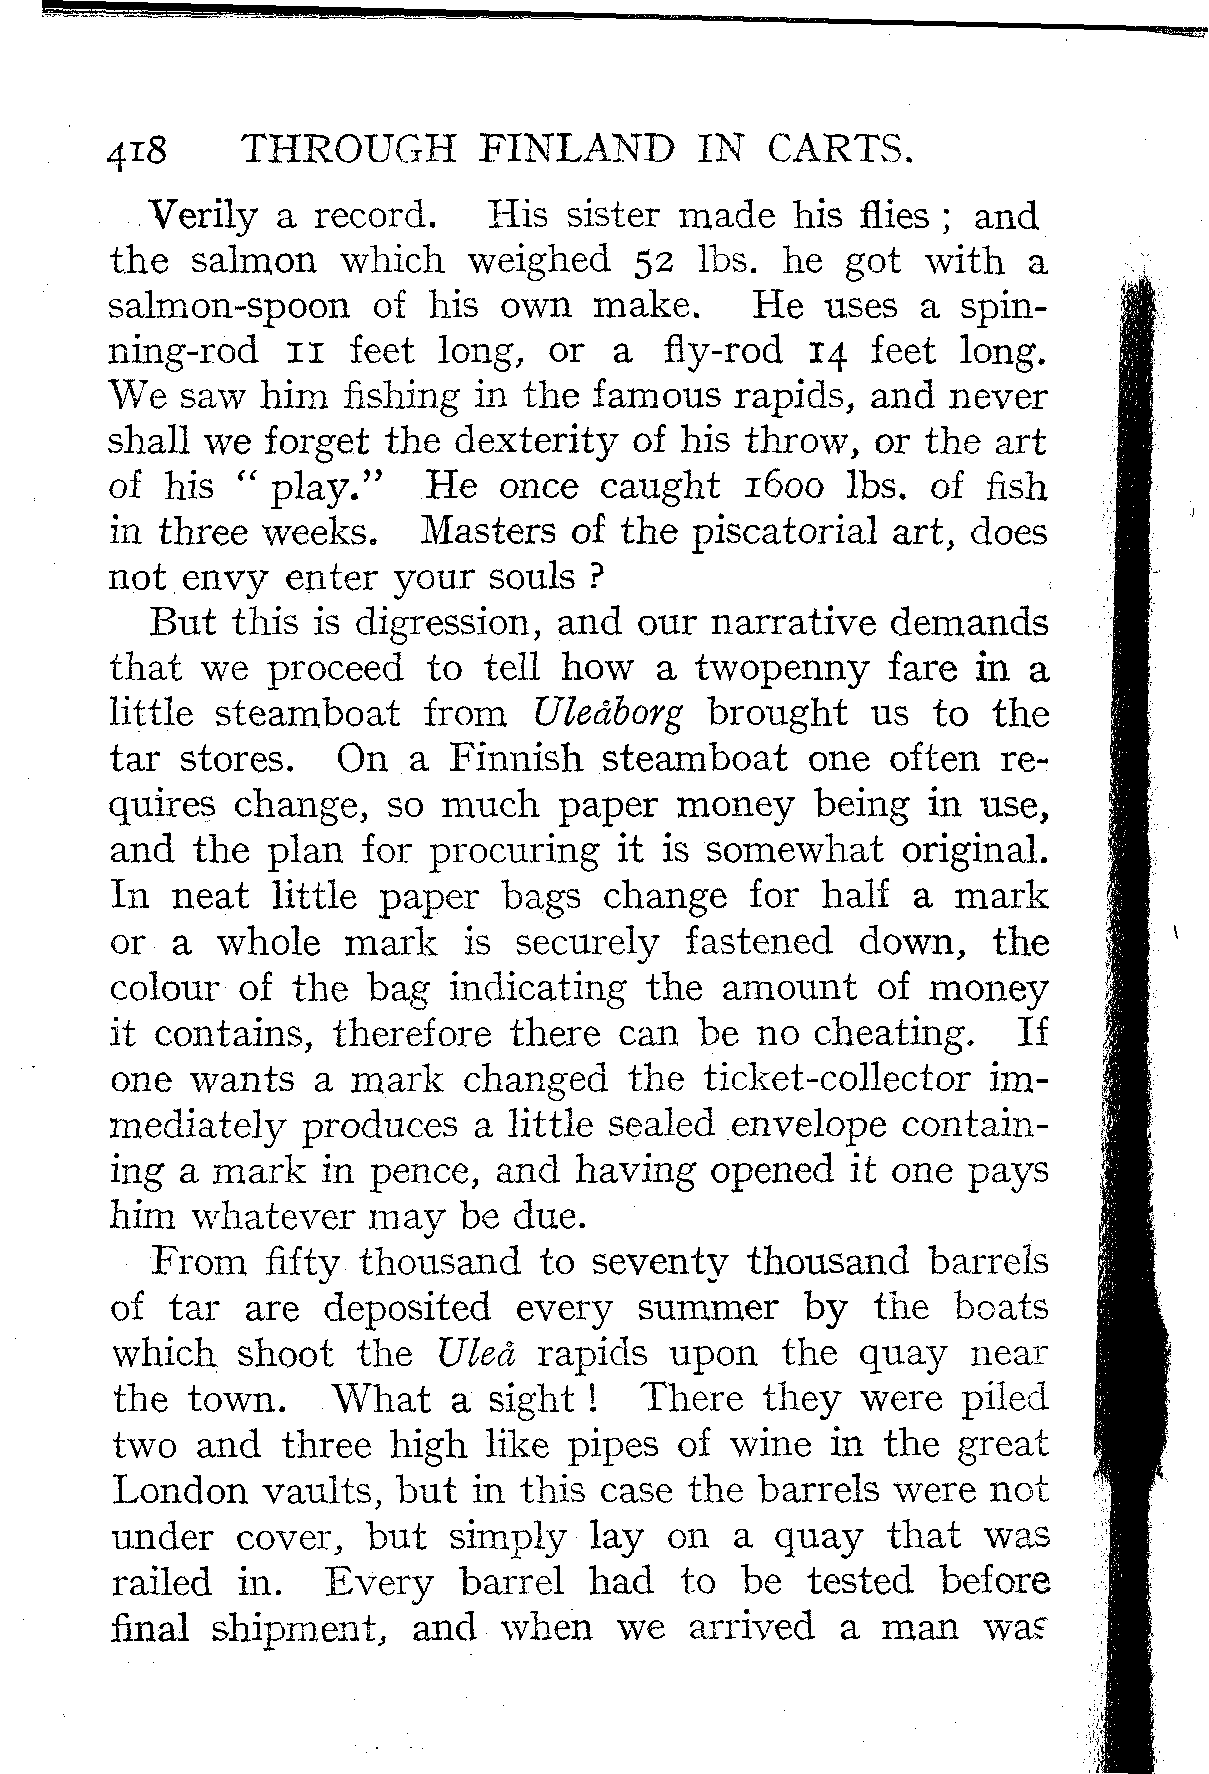 418 THROUGH FINLAND IN CARTS.
Verily a record. His sister made his flies ; and
the salmon which weighed 52 lbs. he got with a
salmon-spoon of his own make. He uses a spin-
ning-rod 11 feet long, or a fly-rod 14 feet long.
We saw him fishing in the famous rapids, and never
shall we forget the dexterity of his throw, or the art
of his “ play.” He once caught 1600 lbs. of fish
in three weeks. Masters of the piscatorial art, does
not envy enter your souls ?
But this is digression, and our narrative demands
that we proceed to tell how a twopenny fare in a
little steamboat from Uleåborg brought us to the
tar stores. On a Finnish steamboat one often re-
quires change, so much paper money being in use,
and the plan for procuring it is somewhat original.
In neat little paper bags change for half a mark
or a whole mark is securely fastened down, the
colour of the bag indicating the amount of money
it contains, therefore there can be no cheating. If
one wants a mark changed the ticket-collector im-
mediately produces a little sealed envelope contain-
ing a mark in pence, and having opened it one pays
him whatever may be due.
From fifty thousand to seventy thousand barrels
of tar are deposited every summer by the boats
which shoot the Uleå rapids upon the quay near
the town. What a sight ! There they were piled
two and three high like pipes of wine in the great
London vaults, but in this case the barrels were not
under cover, but simply lay on a quay that was
railed in. Every barrel had to be tested before
final shipment, and when we arrived a man was